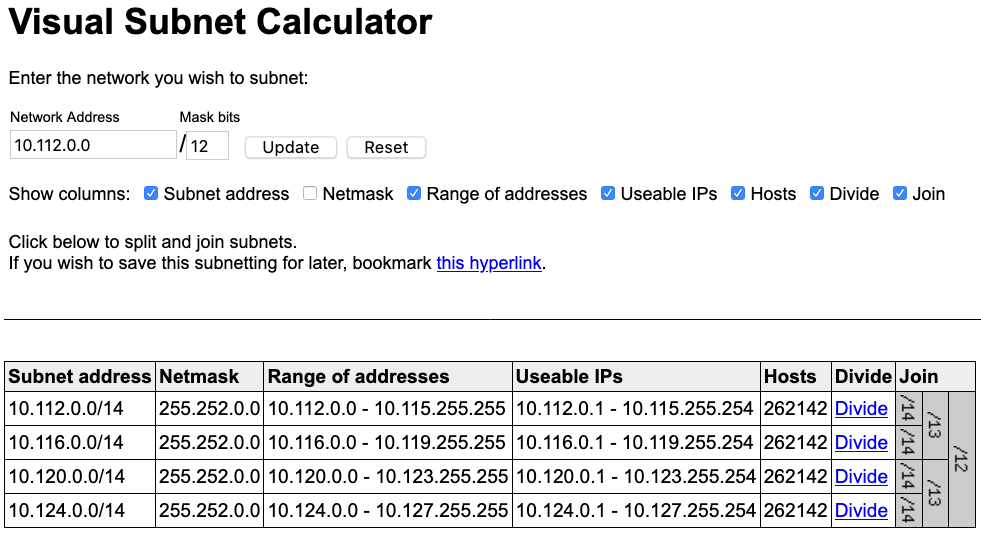 Visual Subnet Calculator
Enter the network you wish to subnet:
Network Address Mask bits
10.112.0.0 / 12 Update Reset
Show columns: Subnet address Netmask Range of addresses Useable IPs Hosts Divide Join
Click below to split and join subnets.
If you wish to save this subnetting for later, bookmark this hyperlink.
Subnet address Netmask Range of addresses Useable IPs Hosts Divide Join
10.112.0.0/14 255.252.0.0 10.112.0.0 - 10.115.255.255 10.112.0.1 - 10.115.255.254 262142 Divide /14 /13 /12
10.116.0.0/14 255.252.0.0 10.116.0.0 - 10.119.255.255 10.116.0.1 - 10.119.255.254 262142 Divide /14
10.120.0.0/14 255.252.0.0 10.120.0.0 - 10.123.255.255 10.120.0.1 - 10.123.255.254 262142 Divide /14 /13
10.124.0.0/14 255.252.0.0 10.124.0.0 - 10.127.255.255 10.124.0.1 - 10.127.255.254 262142 Divide /14